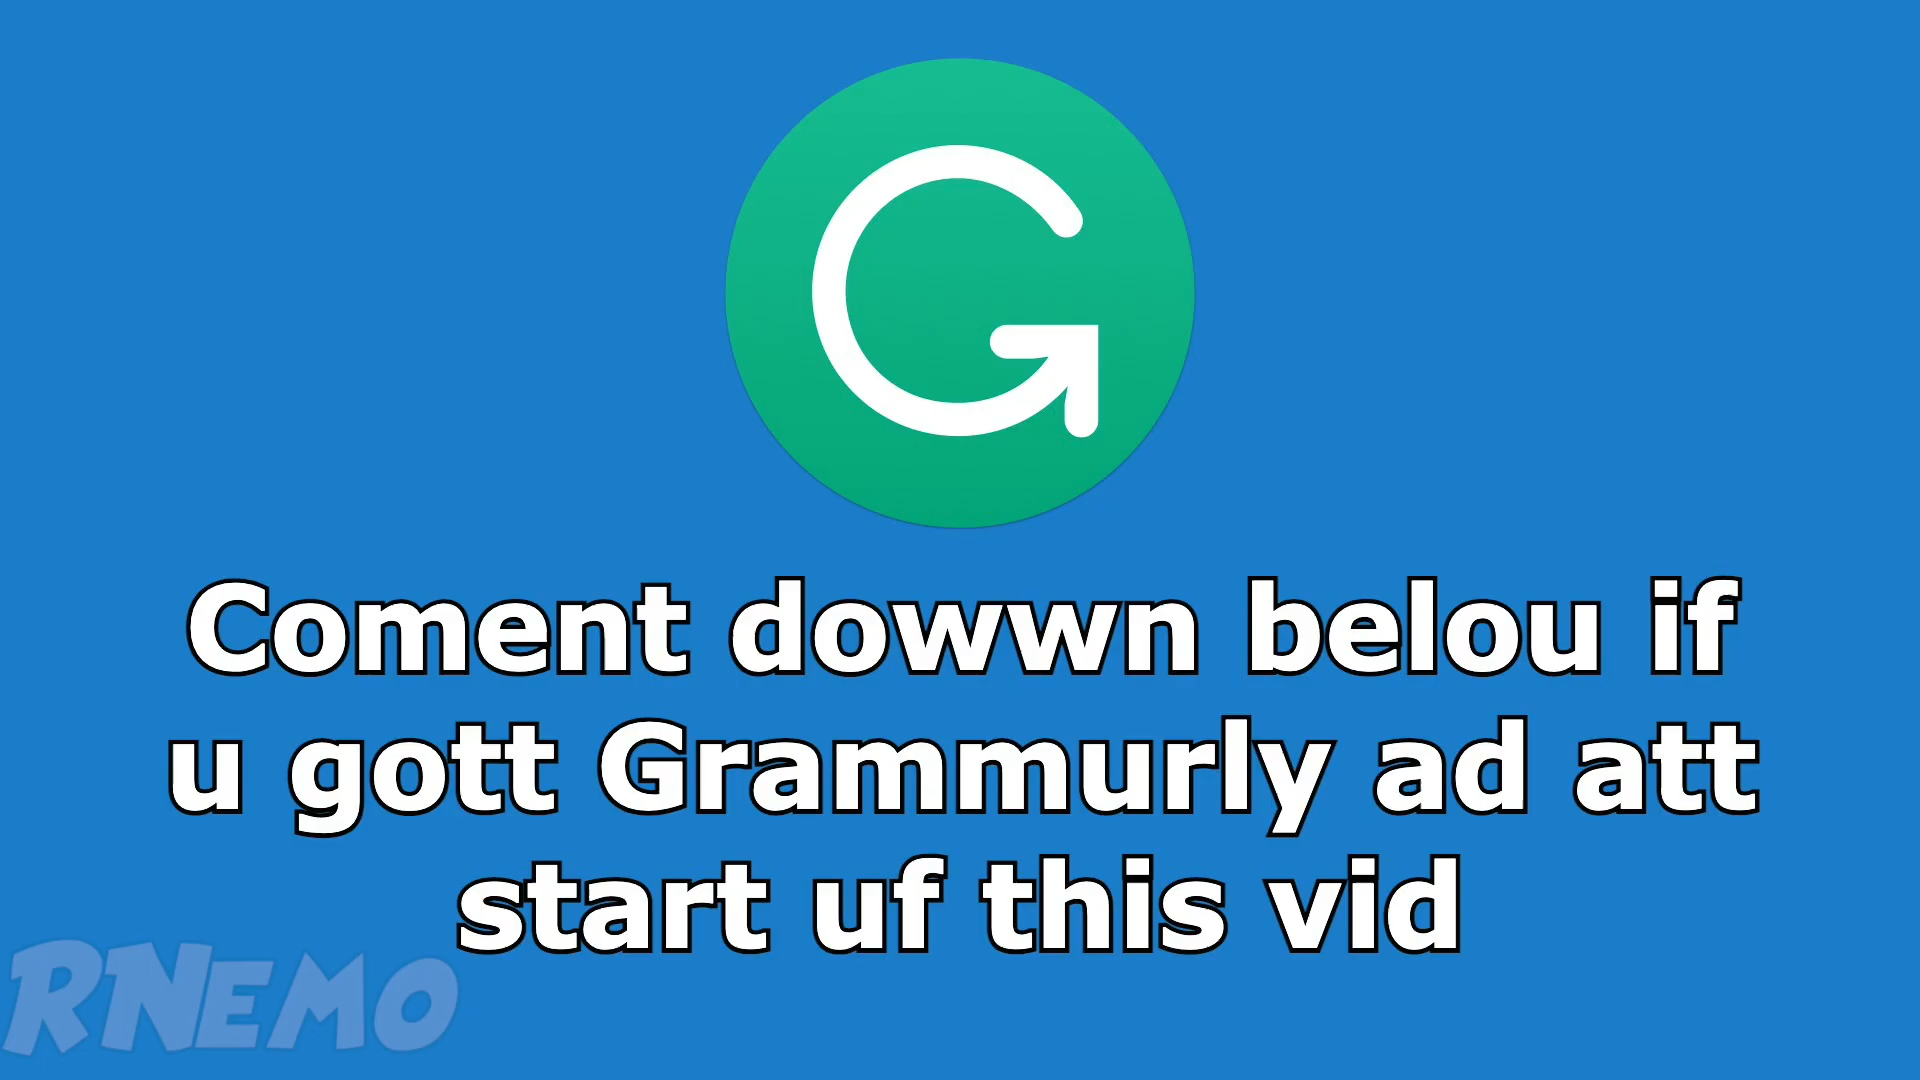 Coment dowwn belou if
u gott Grammurly ad att
start uf this vid
RNEMO